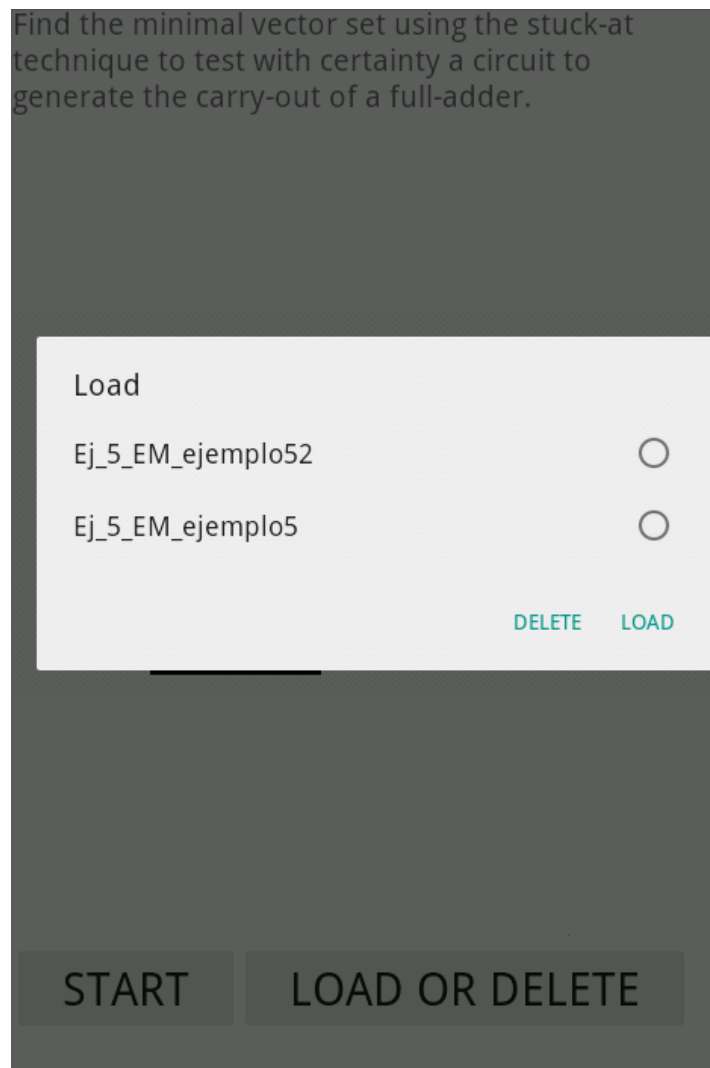 Find the minimal vector set using the stuck-at
technique to test with certainty a circuit to
generate the carry-out of a full-adder.
Load
Ej_5_EM_ejemplo52
Ej_5_EM_ejemplo5
DELETE LOAD
START LOAD OR DELETE